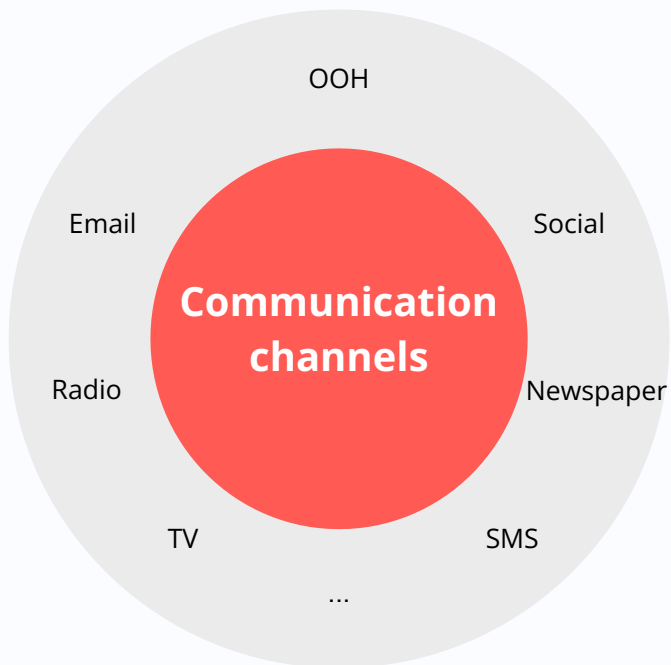 OOH
Email
Social
Communication
channels
Radio
Newspaper
TV
SMS
...